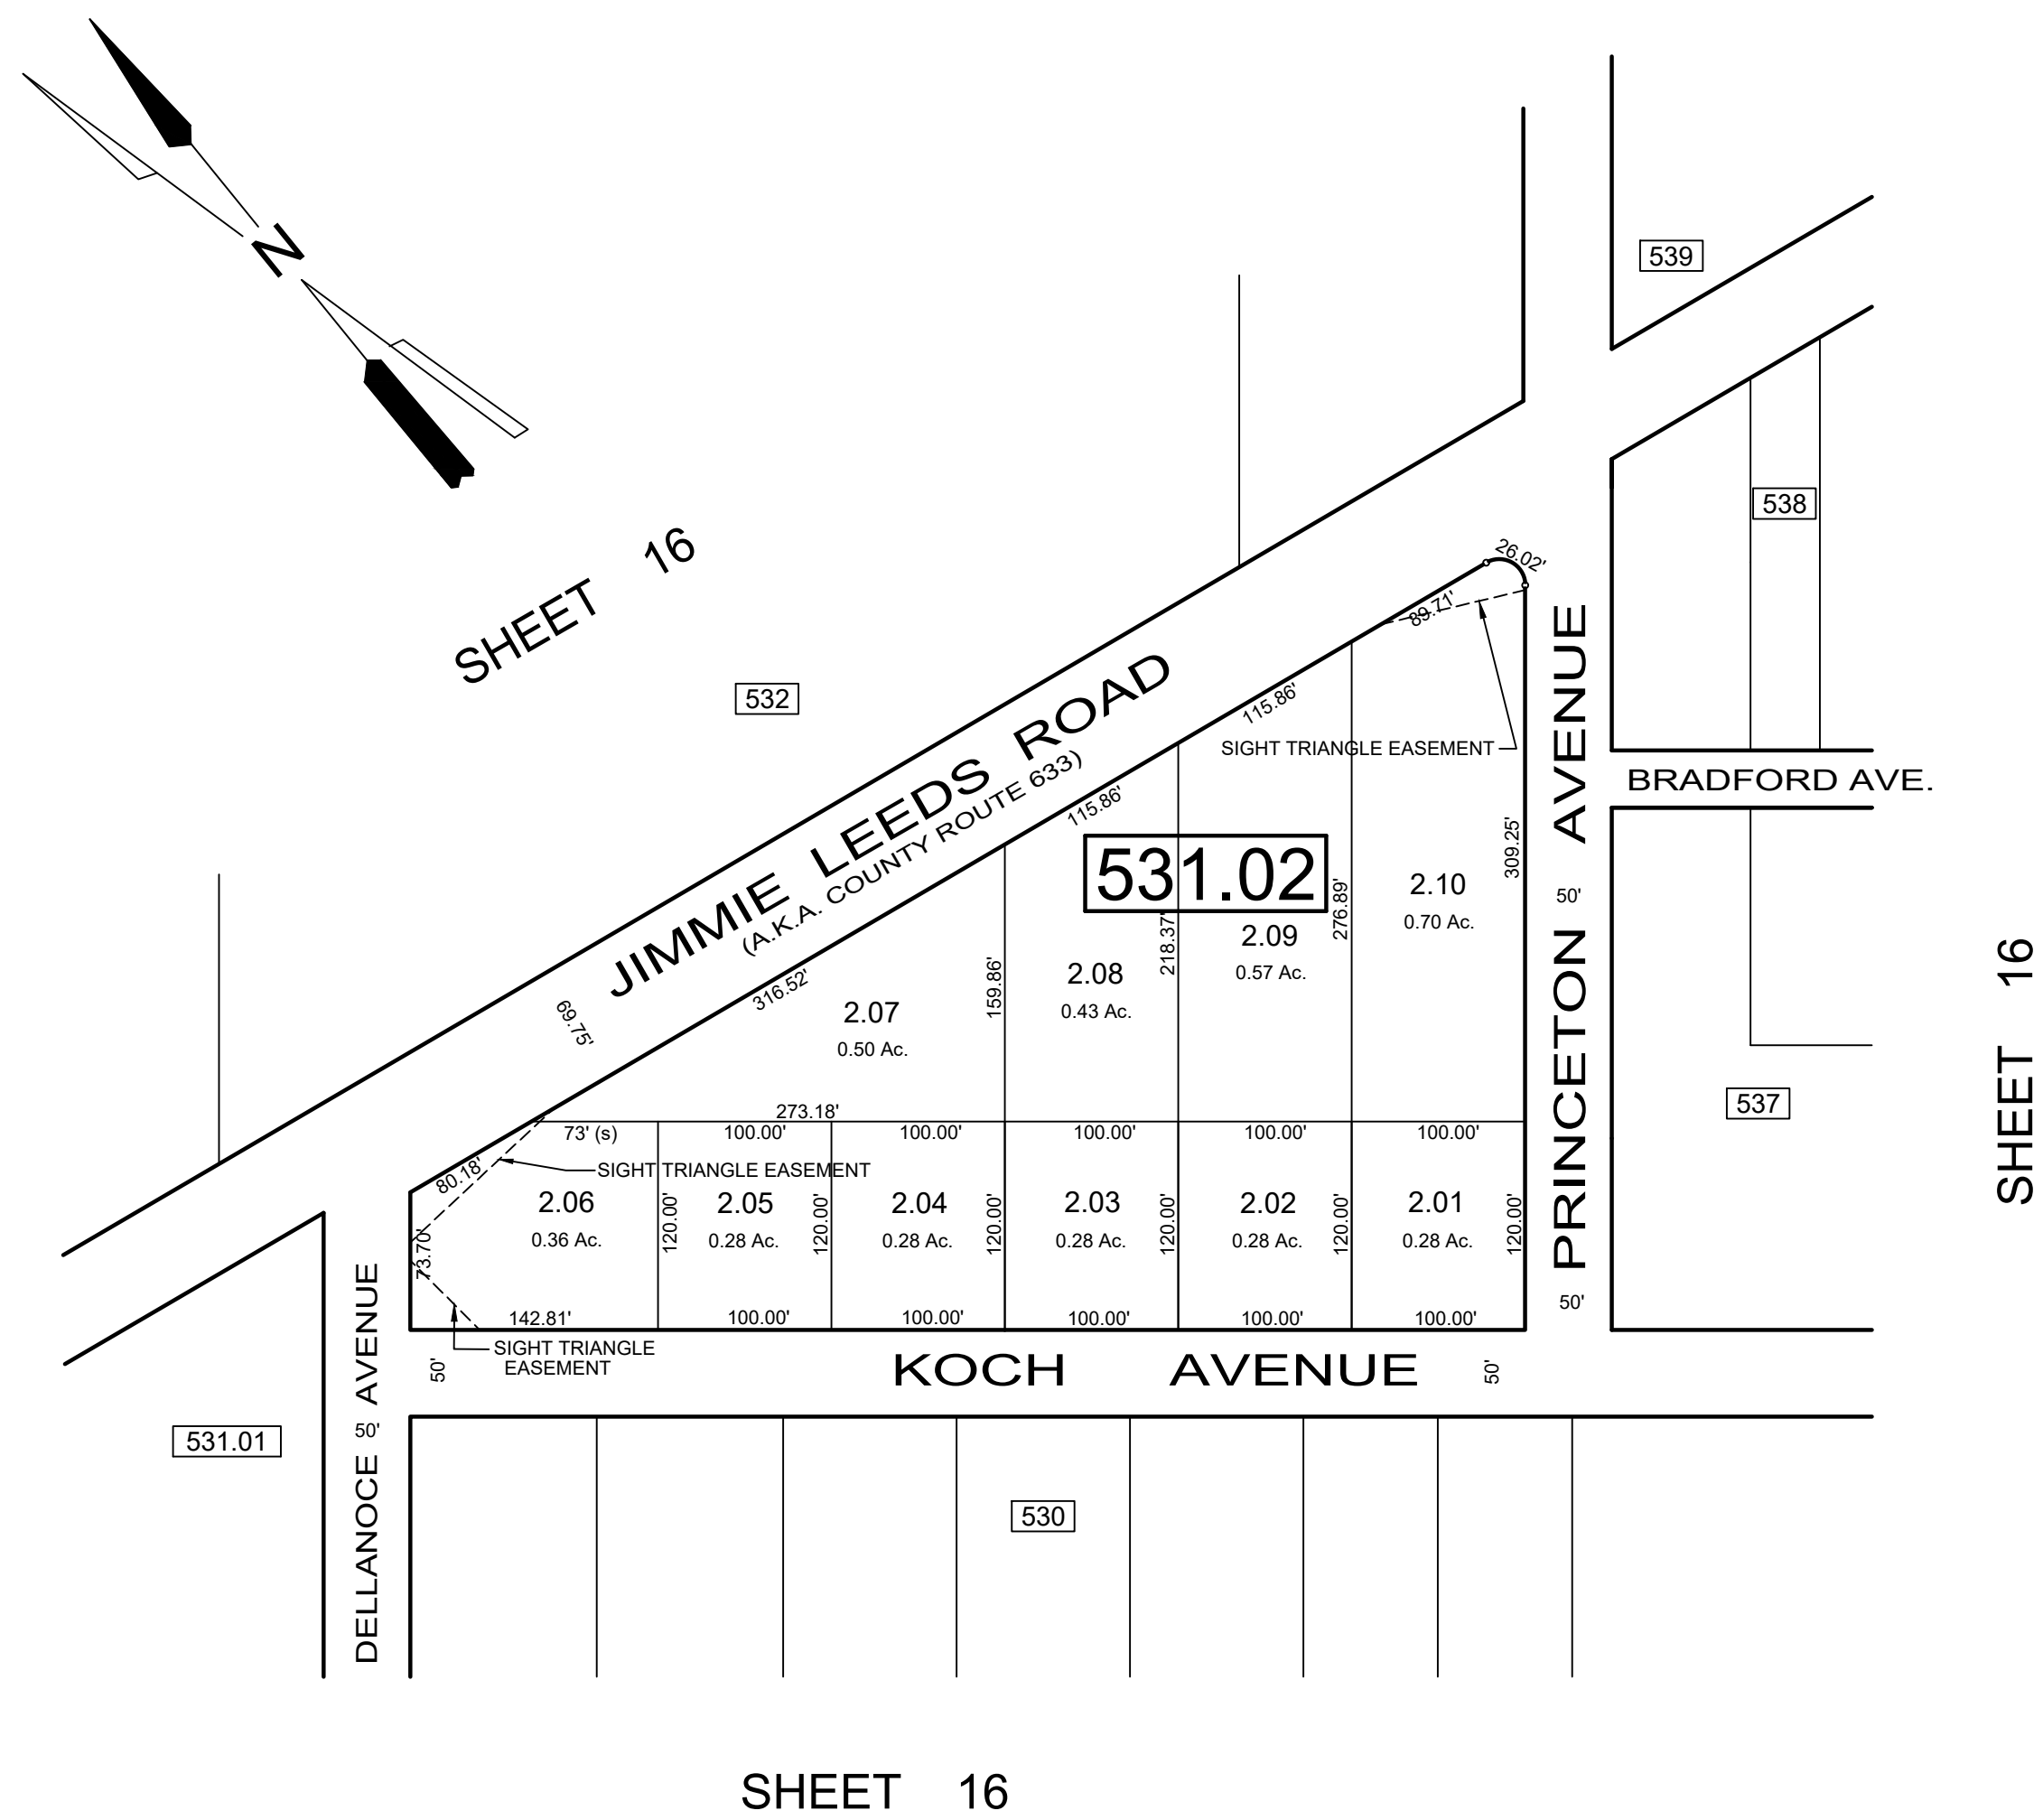 N
SHEET 16
539
538
532
26.02'
89.71'
115.86'
SIGHT TRIANGLE EASEMENT
JIMMIE LEEDS ROAD
(A.K.A. COUNTY ROUTE 633)
115.86'
PRINCETON AVENUE
BRADFORD AVE.
531.02
309.25'
50'
2.10
0.70 Ac.
276.89'
2.09
0.57 Ac.
218.37'
2.08
0.43 Ac.
159.86'
2.07
0.50 Ac.
316.52'
69.75'
SHEET 16
537
273.18'
73' (s)
100.00'
100.00'
100.00'
100.00'
100.00'
SIGHT TRIANGLE EASEMENT
80.18'
73.70'
2.06
0.36 Ac.
120.00'
2.05
0.28 Ac.
120.00'
2.04
0.28 Ac.
120.00'
2.03
0.28 Ac.
120.00'
2.02
0.28 Ac.
120.00'
2.01
0.28 Ac.
120.00'
50'
142.81'
100.00'
100.00'
100.00'
100.00'
100.00'
SIGHT TRIANGLE
EASEMENT
50'
KOCH AVENUE
50'
DELLANOCE AVENUE
50'
531.01
530
SHEET 16